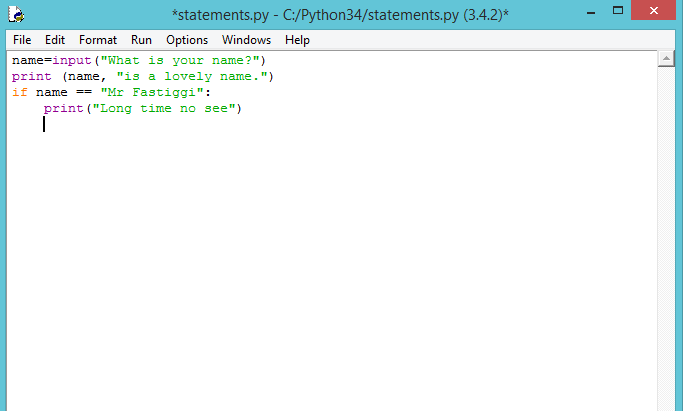 *statements.py - C:/Python34/statements.py (3.4.2)*
File Edit Format Run Options Windows Help
name=input("What is your name?")
print (name, "is a lovely name.")
if name == "Mr Fastiggi":
    print("Long time no see")